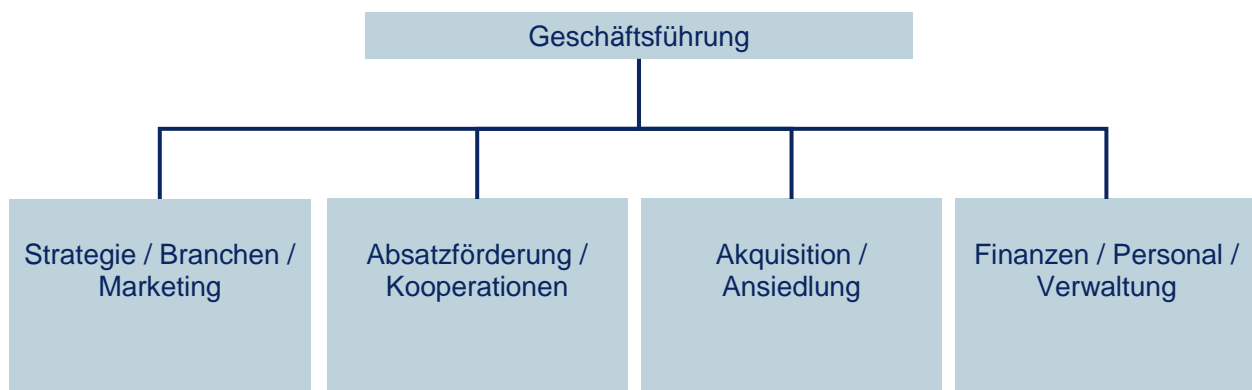 Geschäftsführung
Strategie / Branchen /
Marketing
Absatzförderung /
Kooperationen
Akquisition /
Ansiedlung
Finanzen / Personal /
Verwaltung